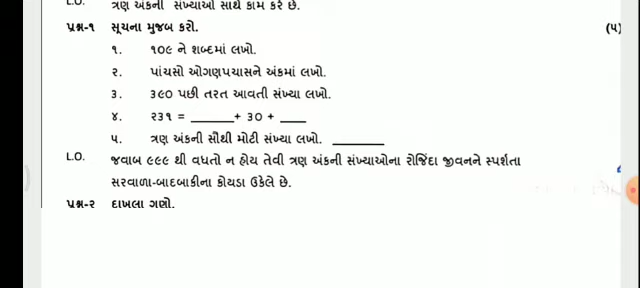 L.O. ત્રણ અંકની સંખ્યાઓ સાથે કામ કરે છે.
પ્રશ્ન-૧ સૂચના મુજબ કરો. (૫)
૧. ૧૦૯ ને શબ્દમાં લખો.
૨. પાંચસો ઓગણપચાસને અંકમાં લખો.
૩. ૩૯૦ પછી તરત આવતી સંખ્યા લખો.
૪. ૨૩૧ = ______+ ૩૦ + ____
૫. ત્રણ અંકની સૌથી મોટી સંખ્યા લખો. ________
L.O. જવાબ ૯૯૯ થી વધતો ન હોય તેવી ત્રણ અંકની સંખ્યાઓના રોજિંદા જીવનને સ્પર્શતા
સરવાળા-બાદબાકીના કોયડા ઉકેલે છે.
પ્રશ્ન-૨ દાખલા ગણો.